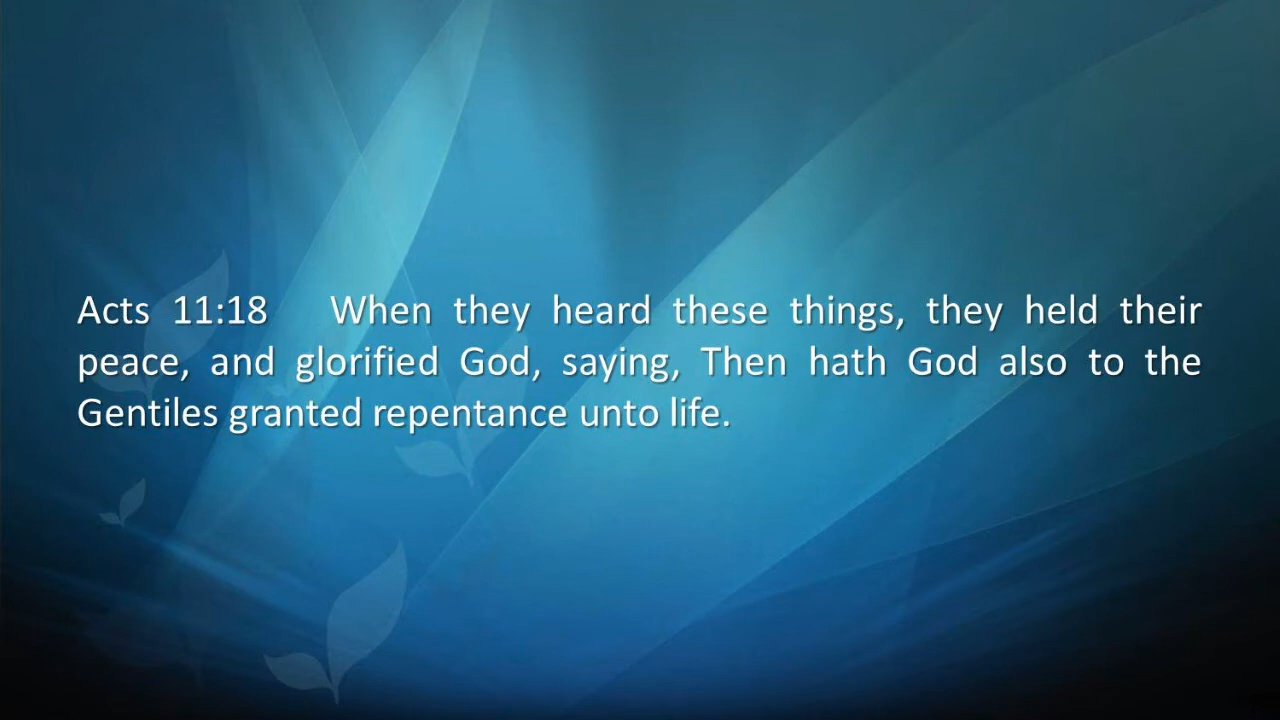 Acts 11:18 When they heard these things, they held their
peace, and glorified God, saying, Then hath God also to the
Gentiles granted repentance unto life.